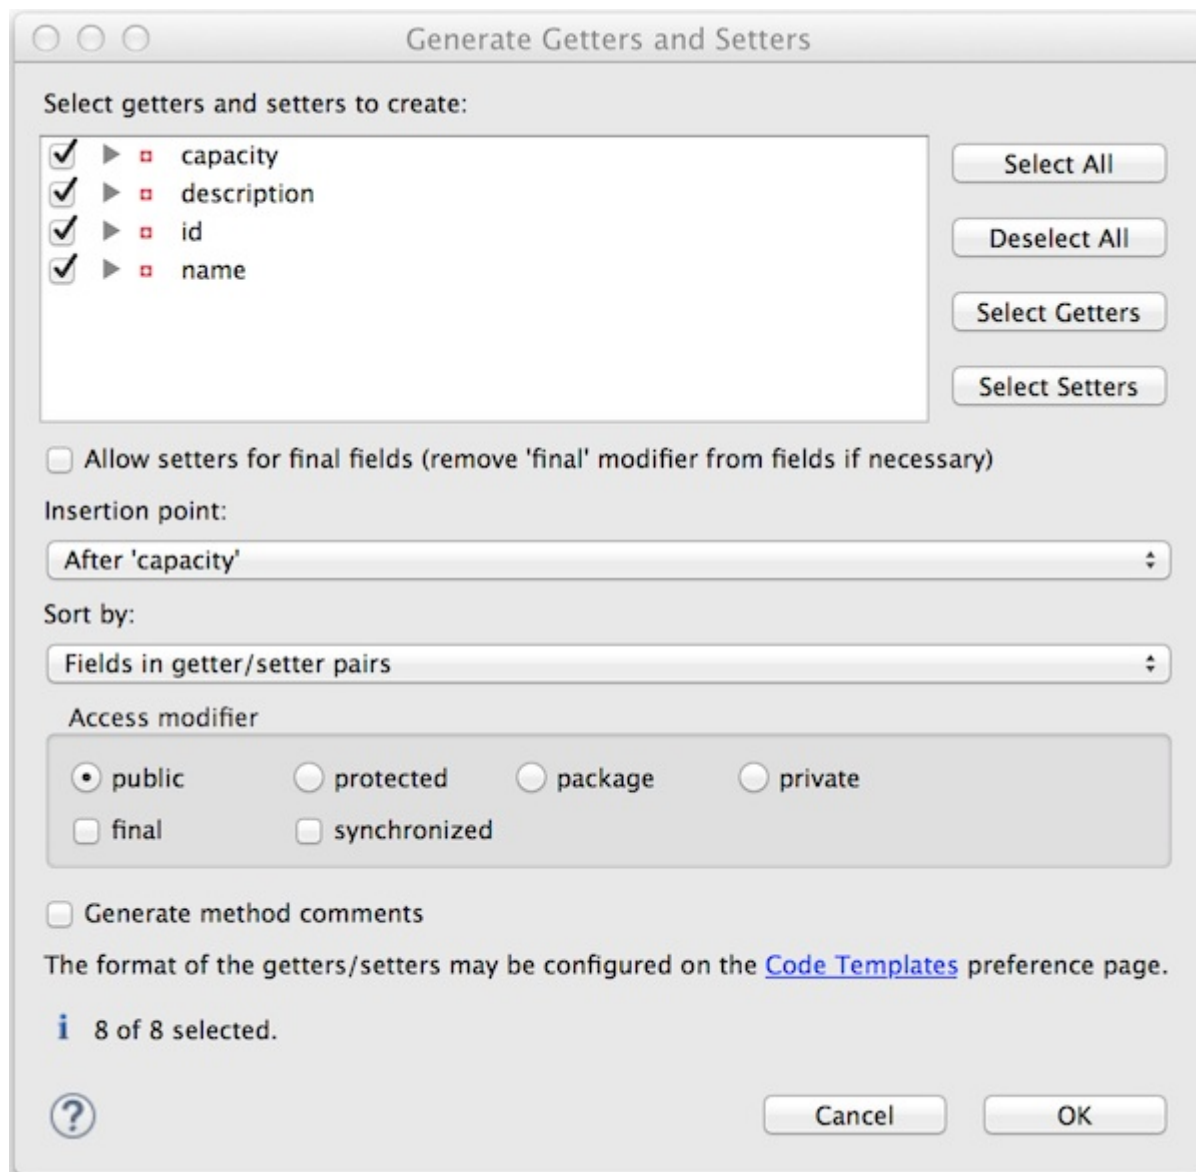 Generate Getters and Setters
Select getters and setters to create:
capacity
description
id
name
Select All
Deselect All
Select Getters
Select Setters
Allow setters for final fields (remove 'final' modifier from fields if necessary)
Insertion point:
After 'capacity'
Sort by:
Fields in getter/setter pairs
Access modifier
public protected package private
final synchronized
Generate method comments
The format of the getters/setters may be configured on the Code Templates preference page.
i 8 of 8 selected.
? Cancel OK